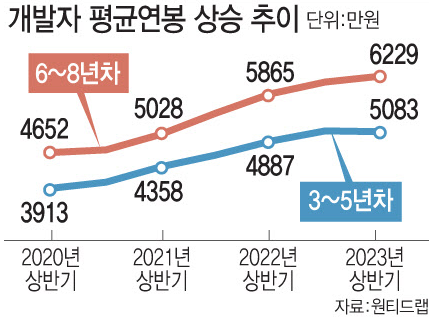 개발자 평균연봉 상승 추이 단위:만원
6～8년차
4652
5028
5865
6229
3913
4358
4887
5083
3～5년차
2020년
상반기
2021년
상반기
2022년
상반기
2023년
상반기
자료:원티드랩